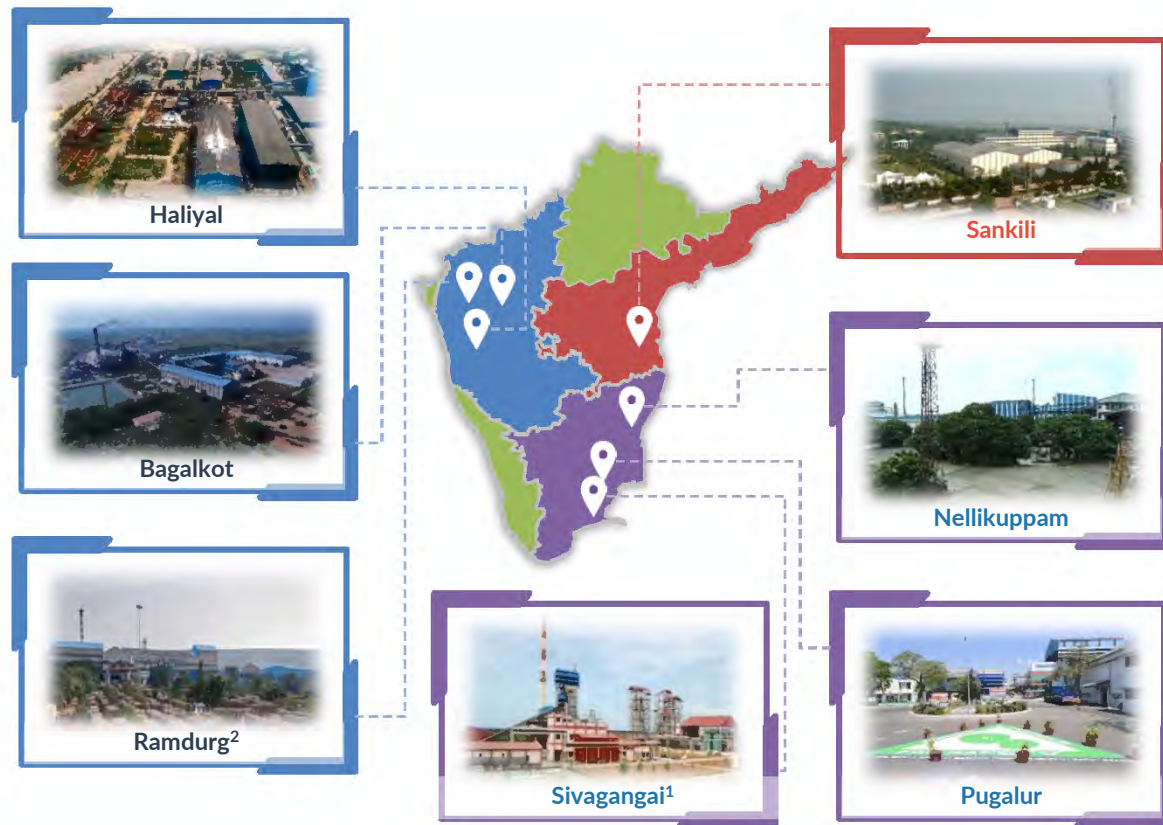 Haliyal
Sankili
Bagalkot
Nellikuppam
Ramdurg²
Sivagangai¹
Pugalur